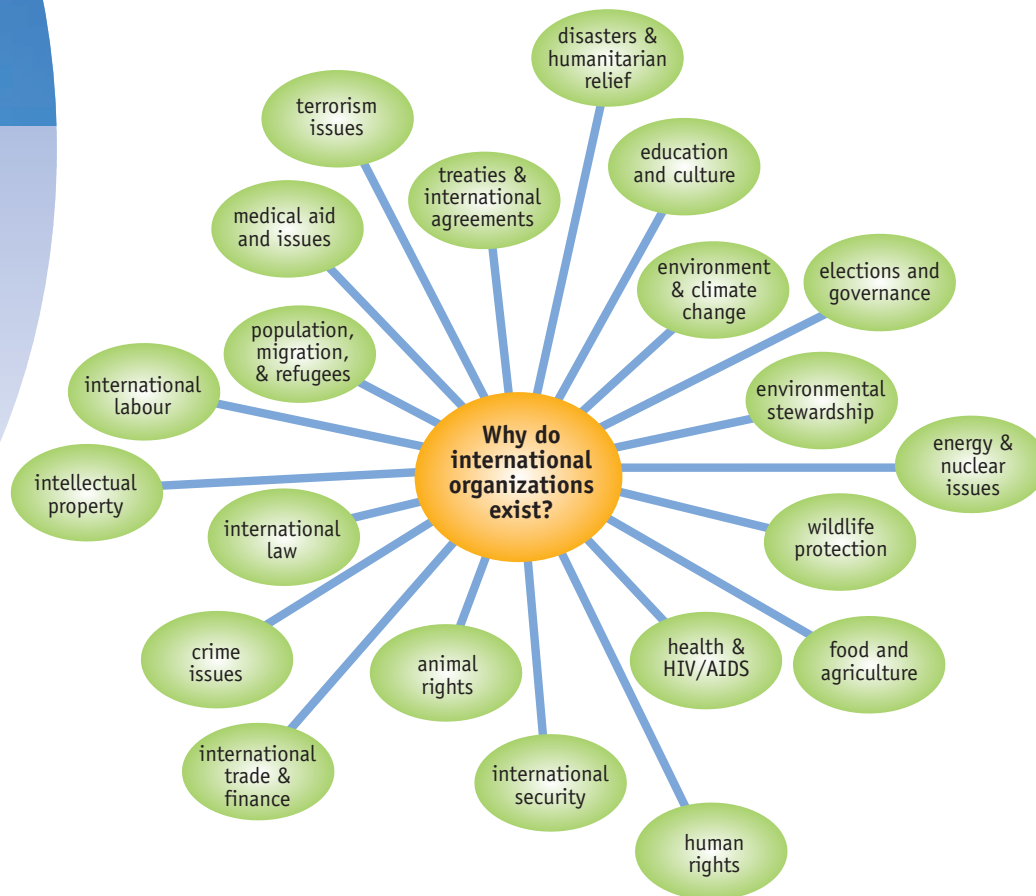 disasters &
humanitarian
relief
terrorism
issues
education
and culture
treaties &
international
agreements
medical aid
and issues
environment
& climate
change
elections and
governance
population,
migration,
& refugees
international
labour
environmental
stewardship
Why do
international
organizations
exist?
energy &
nuclear
issues
intellectual
property
international
law
wildlife
protection
crime
issues
animal
rights
health &
HIV/AIDS
food and
agriculture
international
trade &
finance
international
security
human
rights